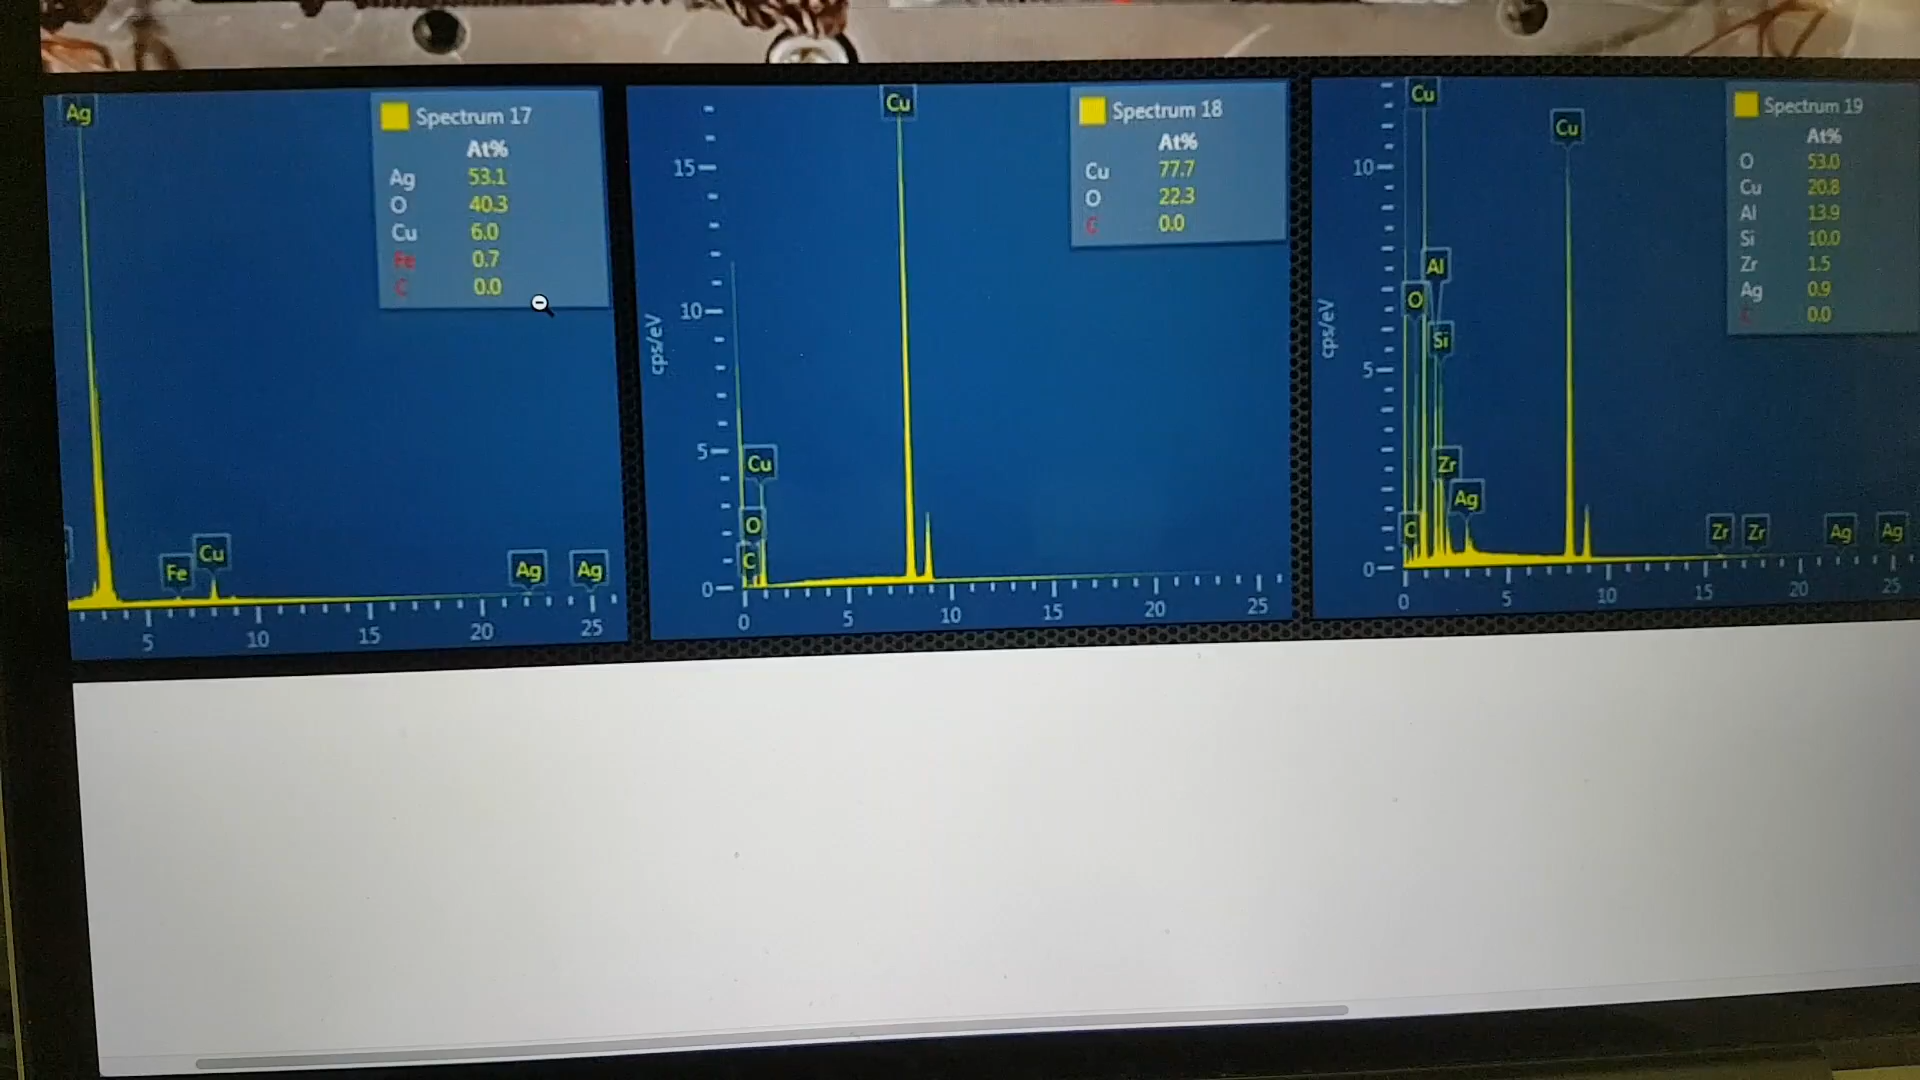 Ag
Spectrum 17
At%
Ag 53.1
O 40.3
Cu 6.0
Fe 0.7
C 0.0
Fe
Cu
Ag
Ag
5 10 15 20 25
Cu
Spectrum 18
At%
Cu 77.7
O 22.3
C 0.0
15
10
cps/eV
5
Cu
O
C
0
0 5 10 15 20 25
Cu
Cu
Spectrum 19
At%
O 53.0
Cu 20.8
Al 13.9
Si 10.0
Zr 1.5
Ag 0.9
0.0
10
Al
O
Si
cps/eV
5
Zr
Ag
C
Zr
Zr
Ag
Ag
0
0 5 10 15 20 25